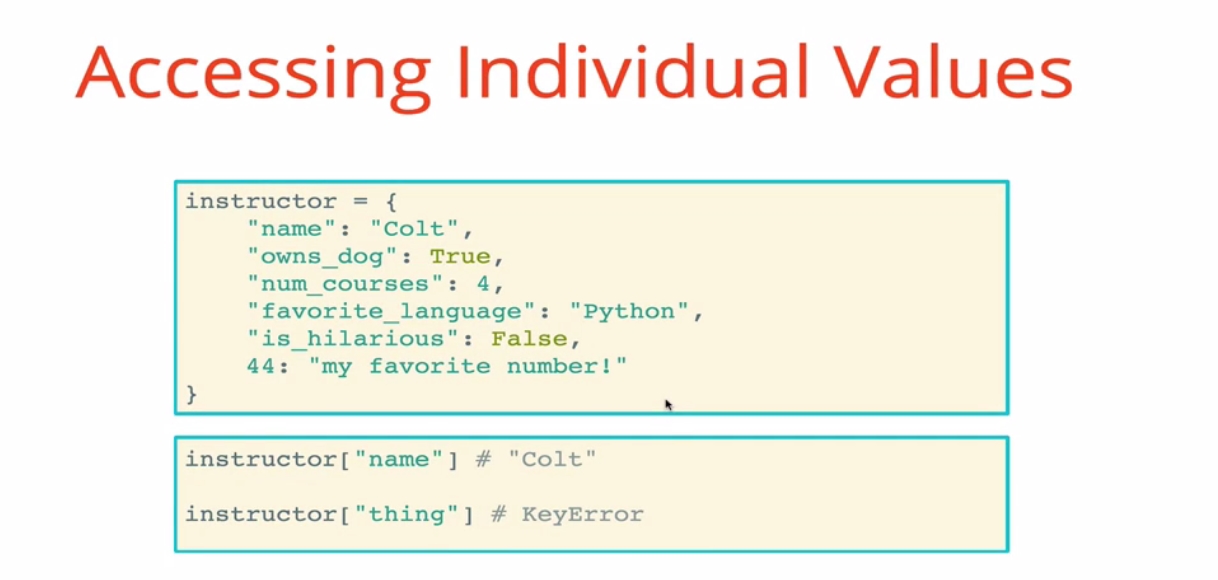 Accessing Individual Values
instructor = {
    "name": "Colt",
    "owns_dog": True,
    "num_courses": 4,
    "favorite_language": "Python",
    "is_hilarious": False,
    44: "my favorite number!"
}
instructor["name"] # "Colt"
instructor["thing"] # KeyError